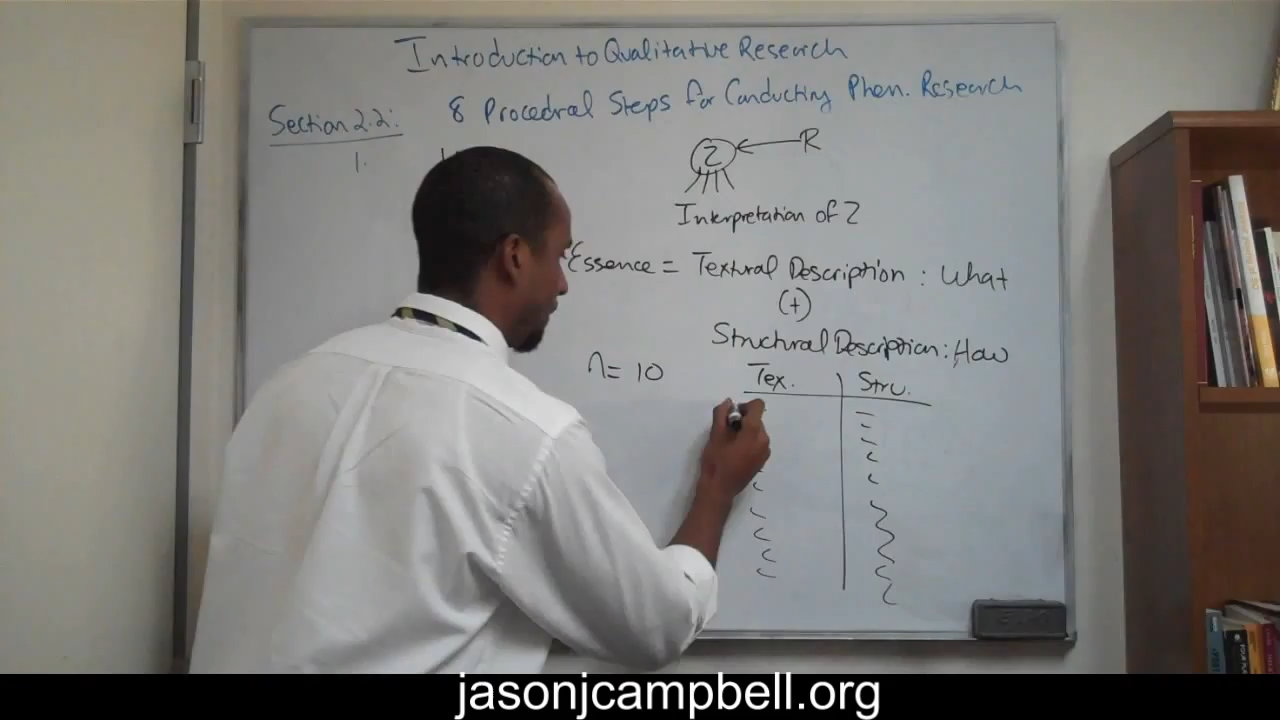 Introduction to Qualitative Research
Section 2.2: 8 Procedral Steps for Conducting Phen. Research
1.
Z R
Interpretation of Z
Essence = Textural Description : What
(+)
Structural Description: How
n = 10
Tex. Stru.
jasonjcampbell.org